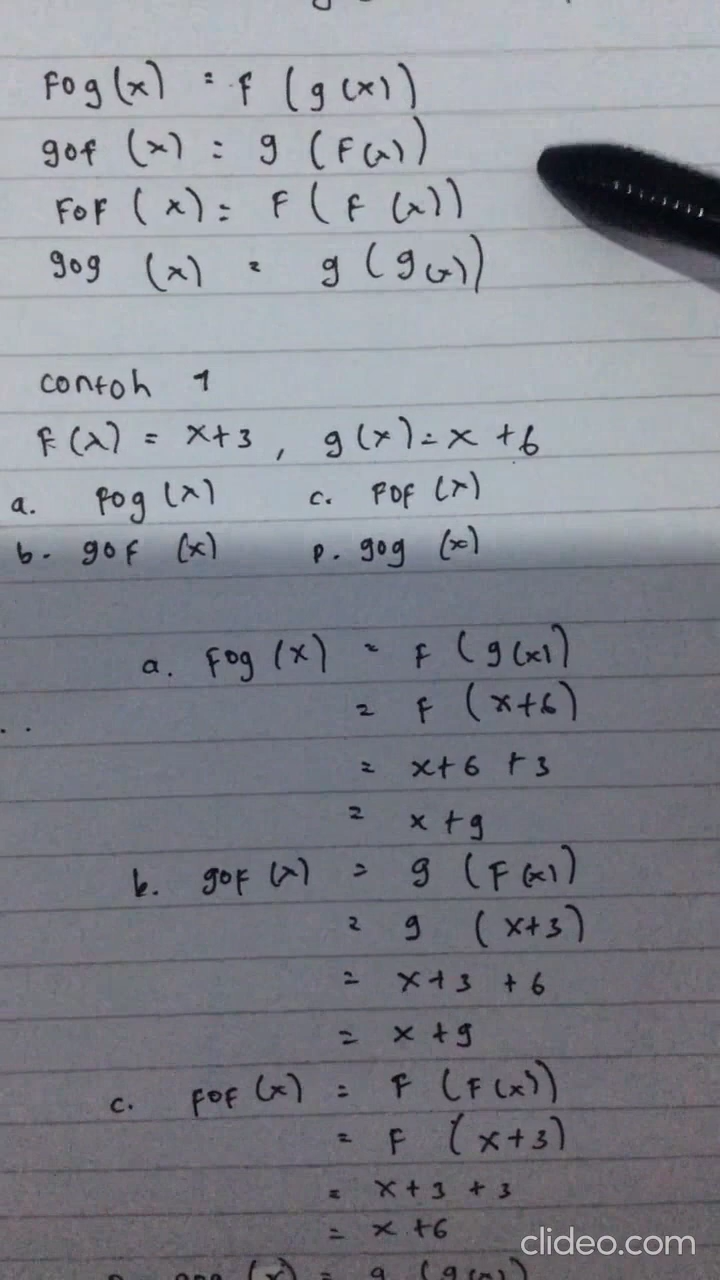 Fog (x) = F (g(x))
gof (x) = g (F(x))
FoF (x) = F (F (x))
gog (x) = g (g(x))
contoh 1
F(x) = x+3 , g(x) = x+6
a. Fog (x) c. FoF (x)
b. gof (x) D. gog (x)
a. Fog (x) = F (g(x))
= F (x+6)
= x+6 +3
= x+9
b. gof (x) = g (F(x))
= g (x+3)
= x+3 +6
= x+9
c. FoF (x) = F (F(x))
= F (x+3)
= x+3+3
= x+6
D. gog (x) = g (g(x))
clideo.com